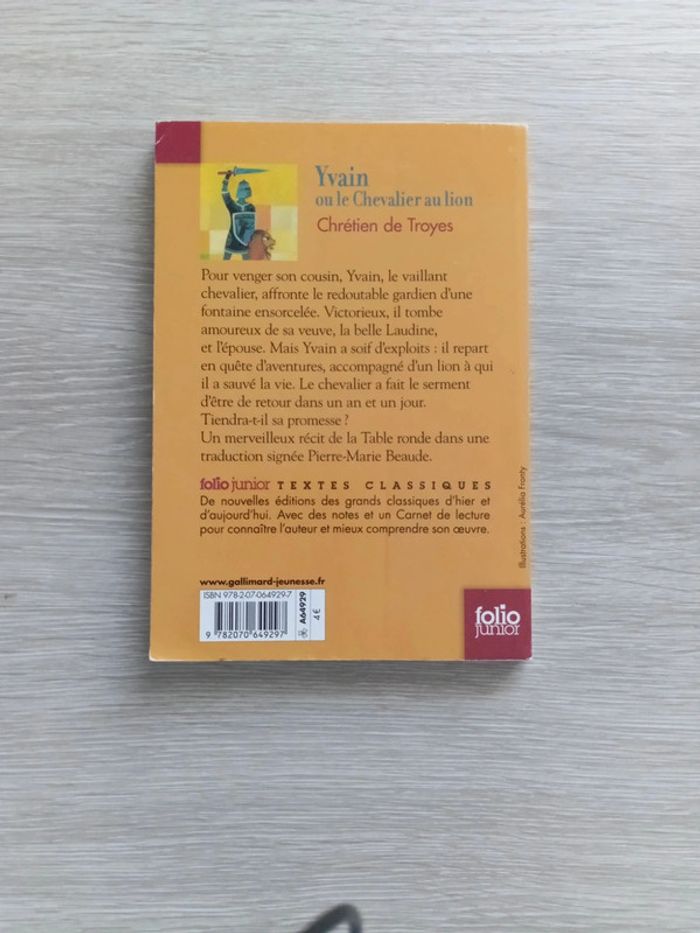 Yvain
ou le Chevalier au lion
Chrétien de Troyes
Pour venger son cousin, Yvain, le vaillant
chevalier, affronte le redoutable gardien d'une
fontaine ensorcelée. Victorieux, il tombe
amoureux de sa veuve, la belle Laudine,
et l'épouse. Mais Yvain a soif d'exploits : il repart
en quête d'aventures, accompagné d'un lion à qui
il a sauvé la vie. Le chevalier a fait le serment
d'être de retour dans un an et un jour.
Tiendra-t-il sa promesse ?
Un merveilleux récit de la Table ronde dans une
traduction signée Pierre-Marie Beaude.
folio junior TEXTES CLASSIQUES
De nouvelles éditions des grands classiques d'hier et
d'aujourd'hui. Avec des notes et un Carnet de lecture
pour connaître l'auteur et mieux comprendre son œuvre.
Illustrations : Aurélia Fronty
www.gallimard-jeunesse.fr
ISBN 978-2-07-064929-7
9 782070 649297
A64929
4€
folio
junior